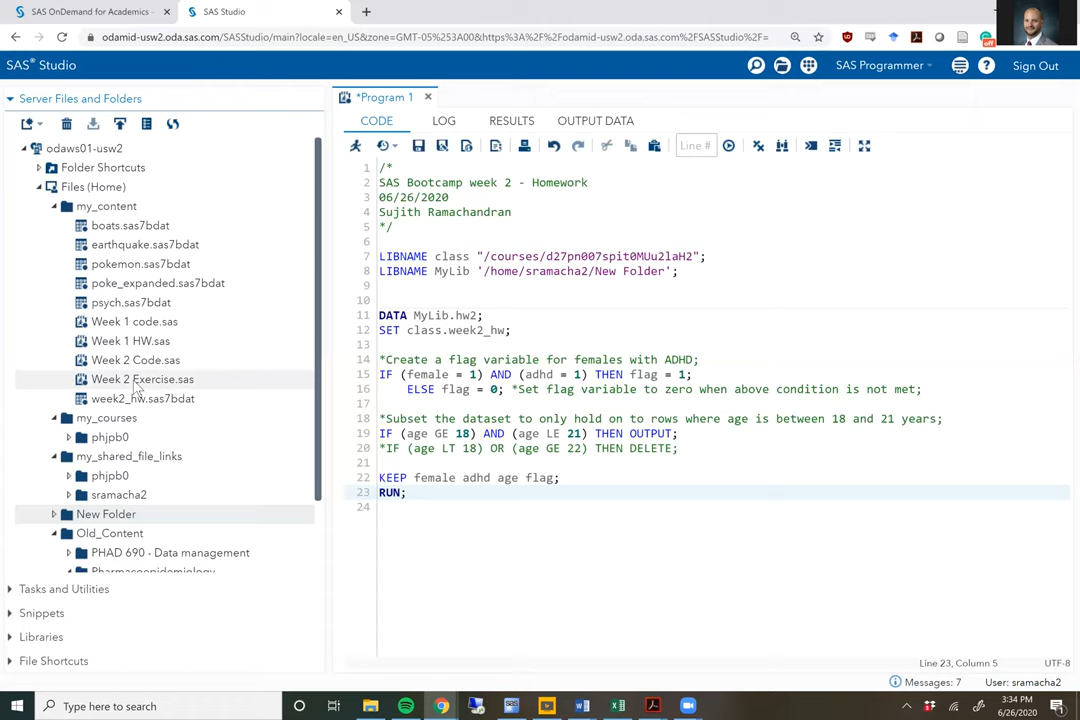 SAS OnDemand for Academics -
SAS Studio
odamid-usw2.oda.sas.com/SASStudio/main?locale=en_US&zone=GMT-05%253A00&https%3A%2F%2Fodamid-usw2.oda.sas.com%2FSASStudio%2F=
off
SAS® Studio
SAS Programmer
Sign Out
Server Files and Folders
odaws01-usw2
Folder Shortcuts
Files (Home)
my_content
boats.sas7bdat
earthquake.sas7bdat
pokemon.sas7bdat
poke_expanded.sas7bdat
psych.sas7bdat
Week 1 code.sas
Week 1 HW.sas
Week 2 Code.sas
Week 2 Exercise.sas
week2_hw.sas7bdat
my_courses
phjpb0
my_shared_file_links
phjpb0
sramacha2
New Folder
Old_Content
PHAD 690 - Data management
Pharmacoepidemiology
Tasks and Utilities
Snippets
Libraries
File Shortcuts
*Program 1
CODE LOG RESULTS OUTPUT DATA
Line #
1 /*
2 SAS Bootcamp week 2 - Homework
3 06/26/2020
4 Sujith Ramachandran
5 */
6
7 LIBNAME class "/courses/d27pn007spit0MUu2laH2";
8 LIBNAME MyLib '/home/sramacha2/New Folder';
9
10
11 DATA MyLib.hw2;
12 SET class.week2_hw;
13
14 *Create a flag variable for females with ADHD;
15 IF (female = 1) AND (adhd = 1) THEN flag = 1;
16 ELSE flag = 0; *Set flag variable to zero when above condition is not met;
17
18 *Subset the dataset to only hold on to rows where age is between 18 and 21 years;
19 IF (age GE 18) AND (age LE 21) THEN OUTPUT;
20 *IF (age LT 18) OR (age GE 22) THEN DELETE;
21
22 KEEP female adhd age flag;
23 RUN;
24
Line 23, Column 5 UTF-8
Messages: 7 User: sramacha2
Type here to search
3:34 PM
6/26/2020